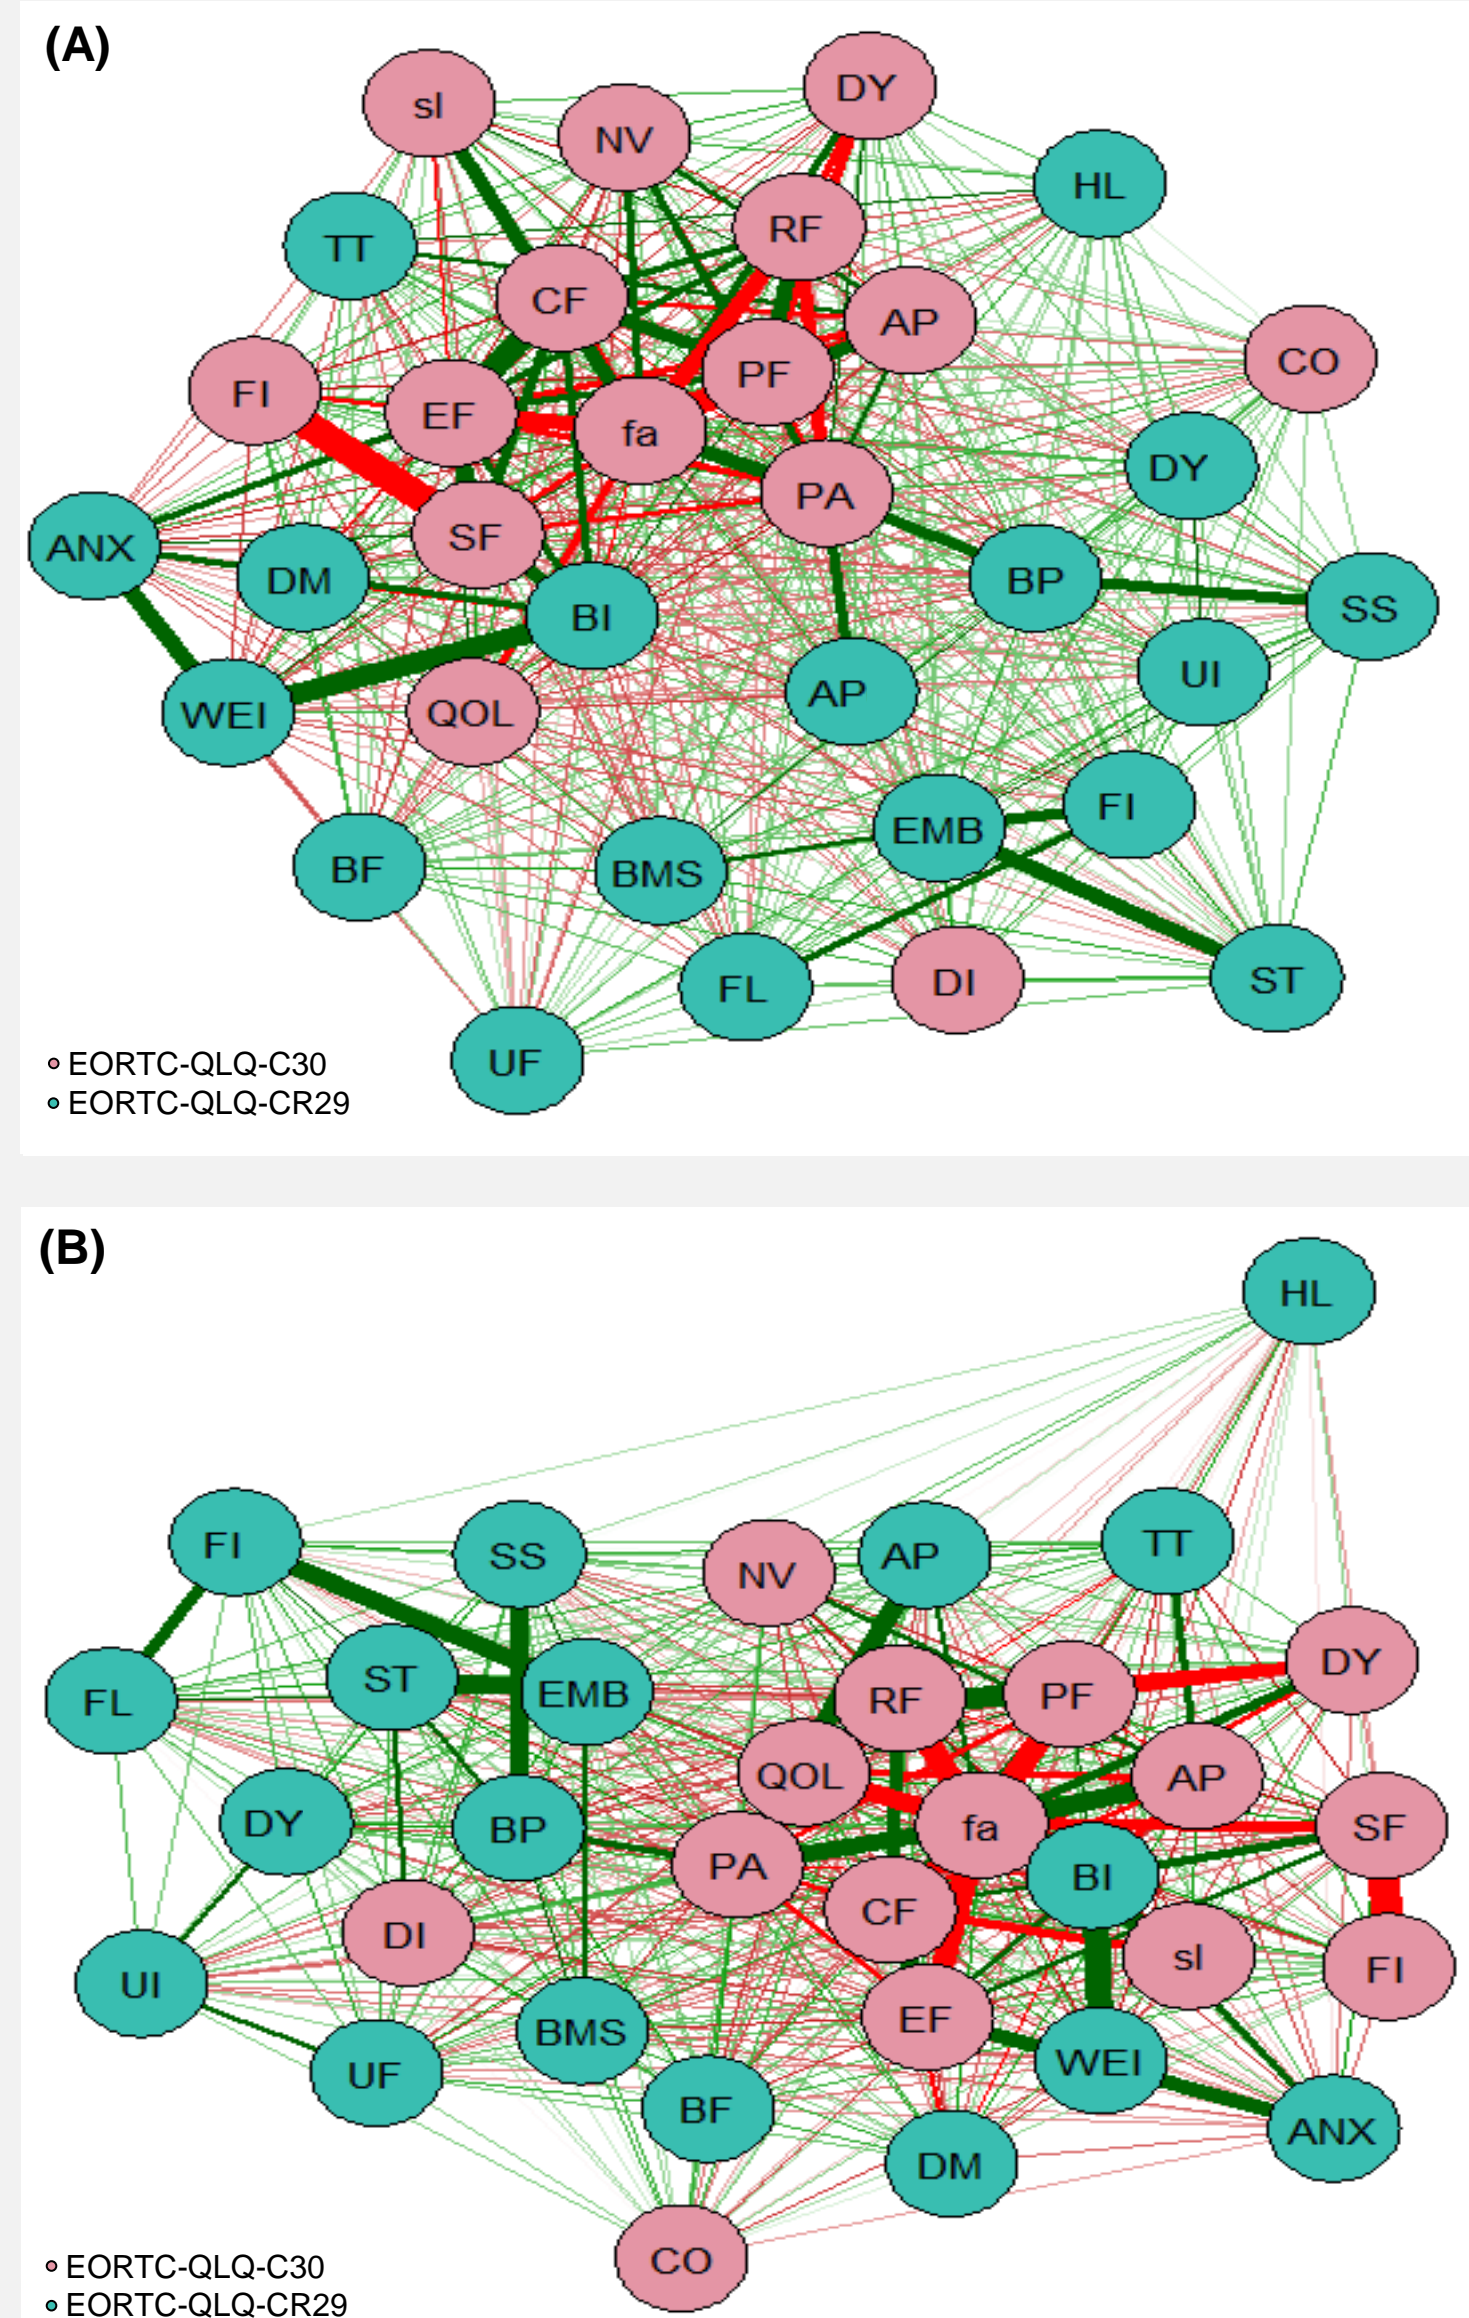 (A)
sl
NV
DY
HL
TT
RF
CF
AP
CO
FI
EF
fa
PF
DY
ANX
SF
PA
DM
BI
BP
SS
WEI
QOL
AP
UI
BF
BMS
EMB
FI
FL
DI
ST
UF
EORTC-QLQ-C30
EORTC-QLQ-CR29
(B)
HL
FI
SS
NV
AP
TT
FL
ST
EMB
RF
PF
DY
DY
BP
QOL
fa
AP
SF
PA
BI
UI
DI
CF
sl
FI
UF
BMS
EF
WEI
BF
DM
ANX
CO
EORTC-QLQ-C30
EORTC-QLQ-CR29